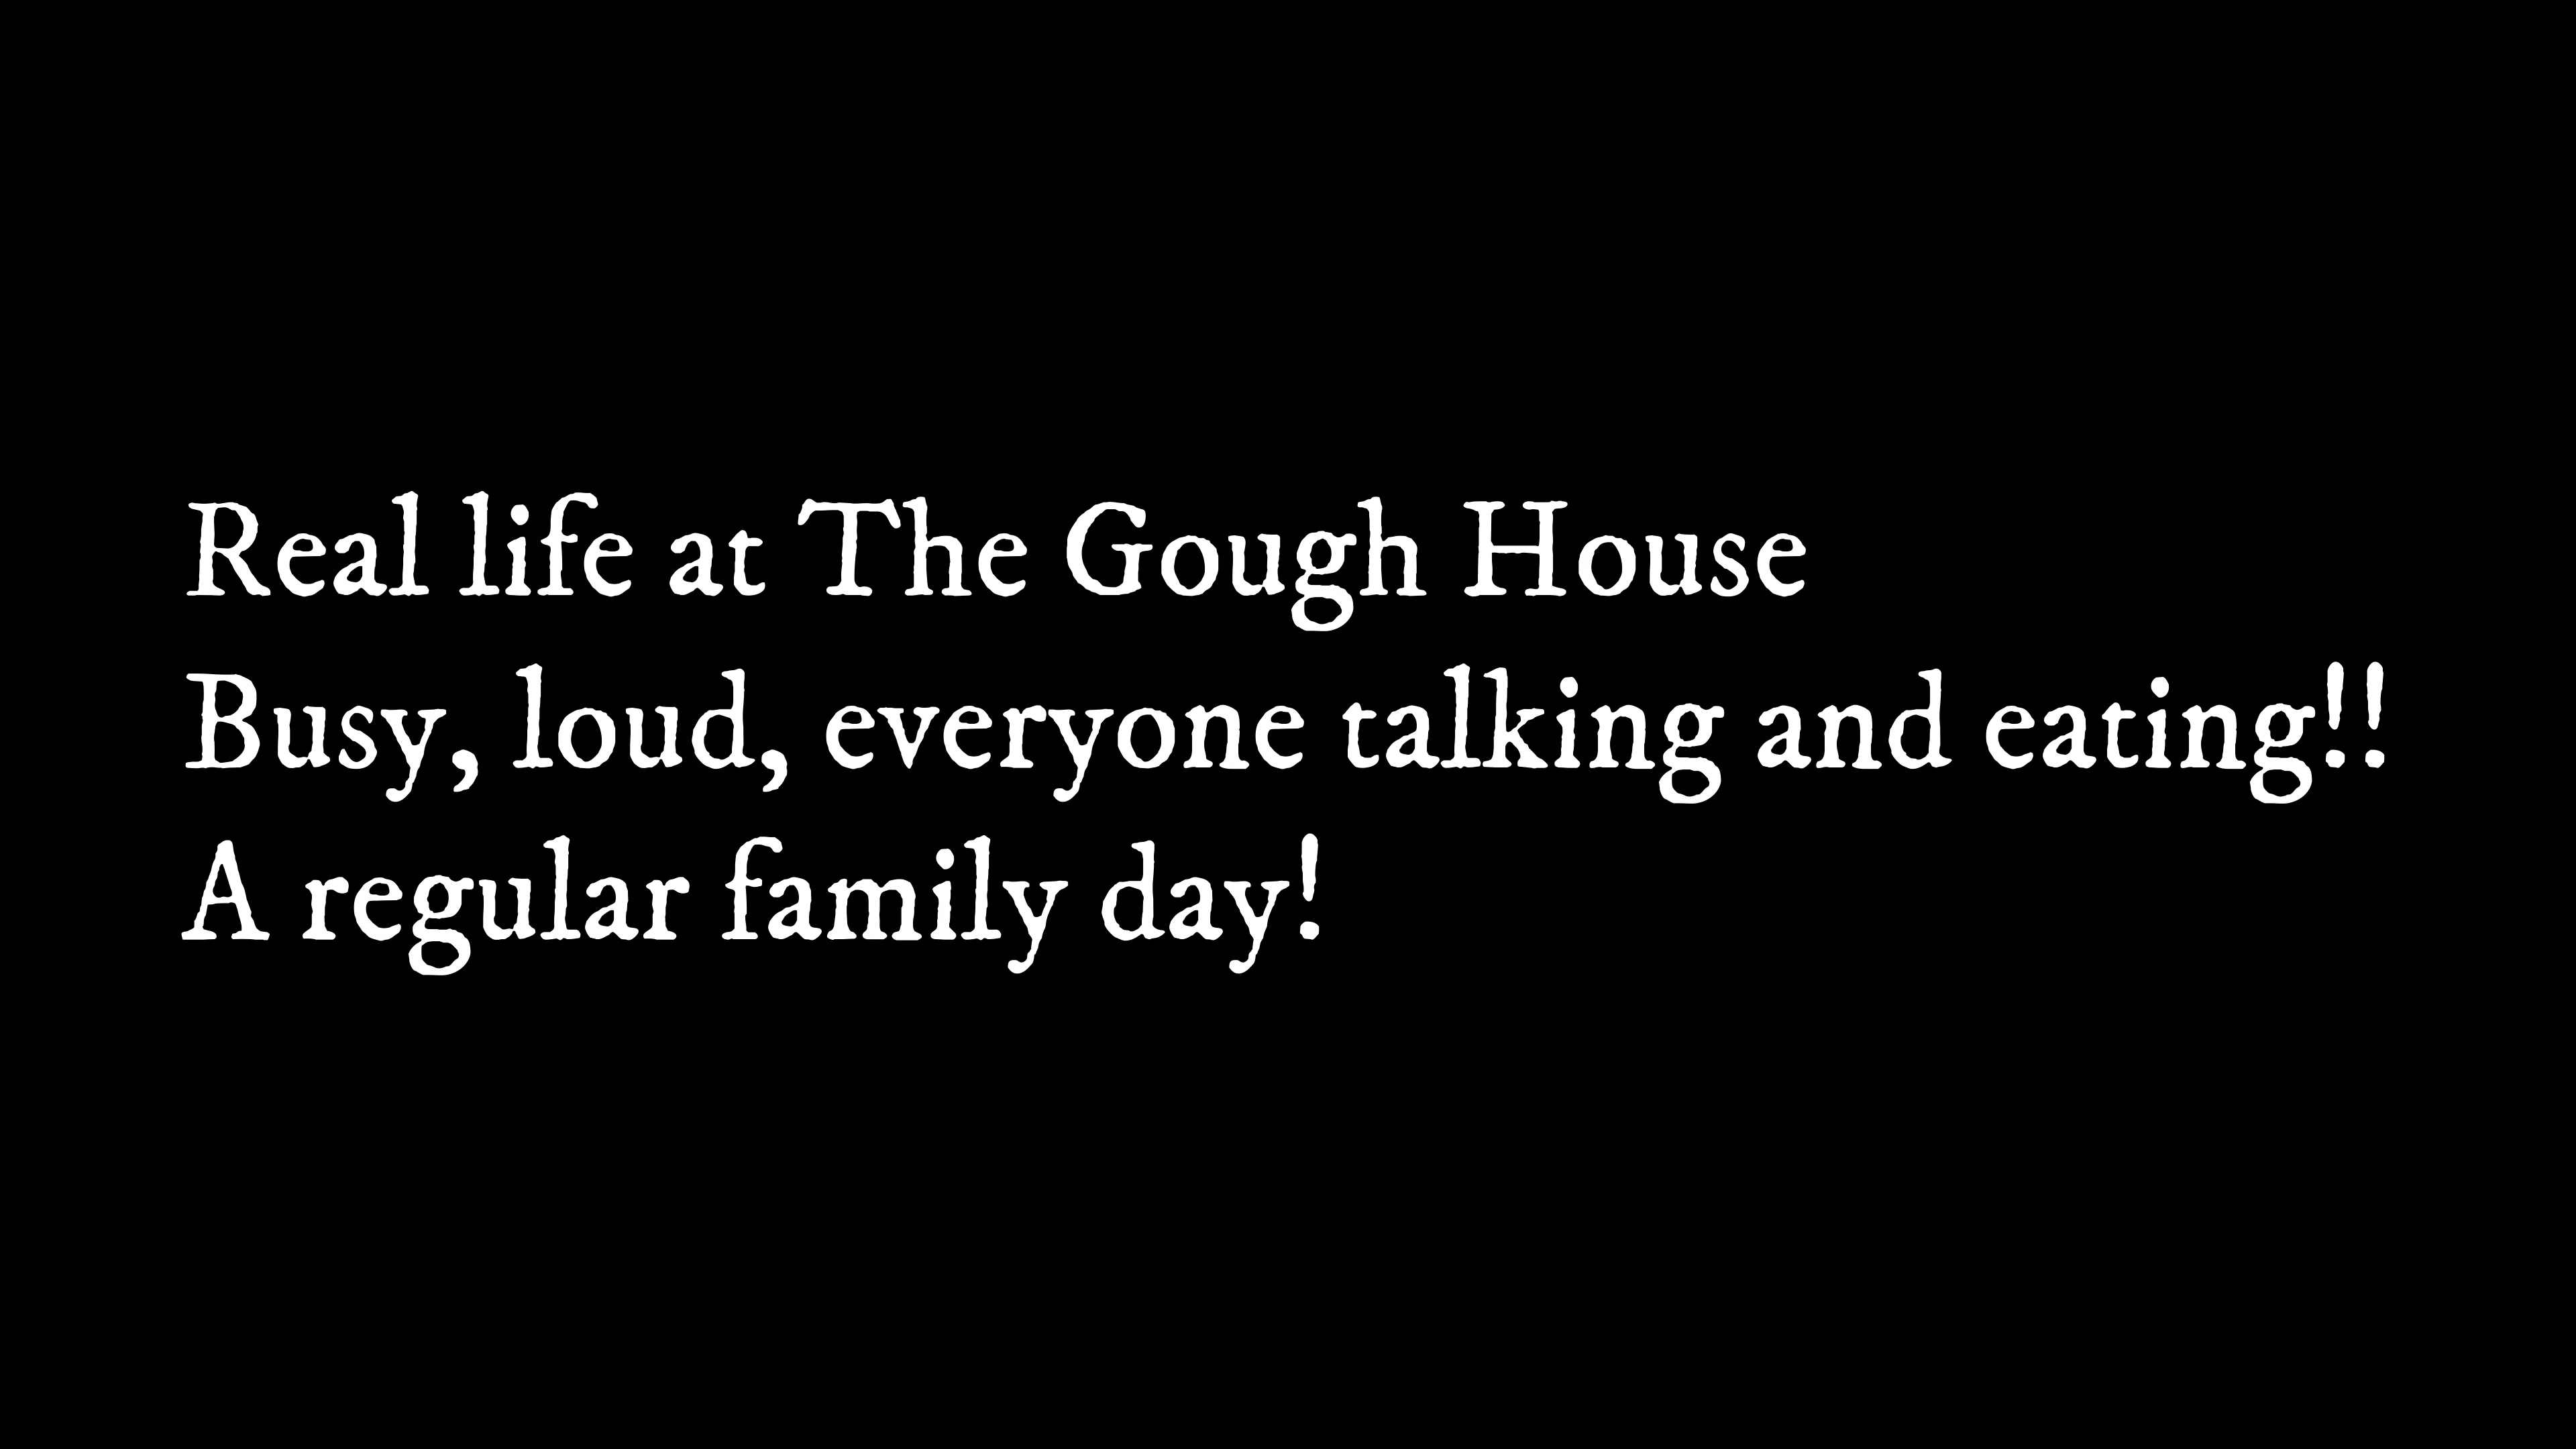 Real life at The Gough House
Busy, loud, everyone talking and eating!!
A regular family day!